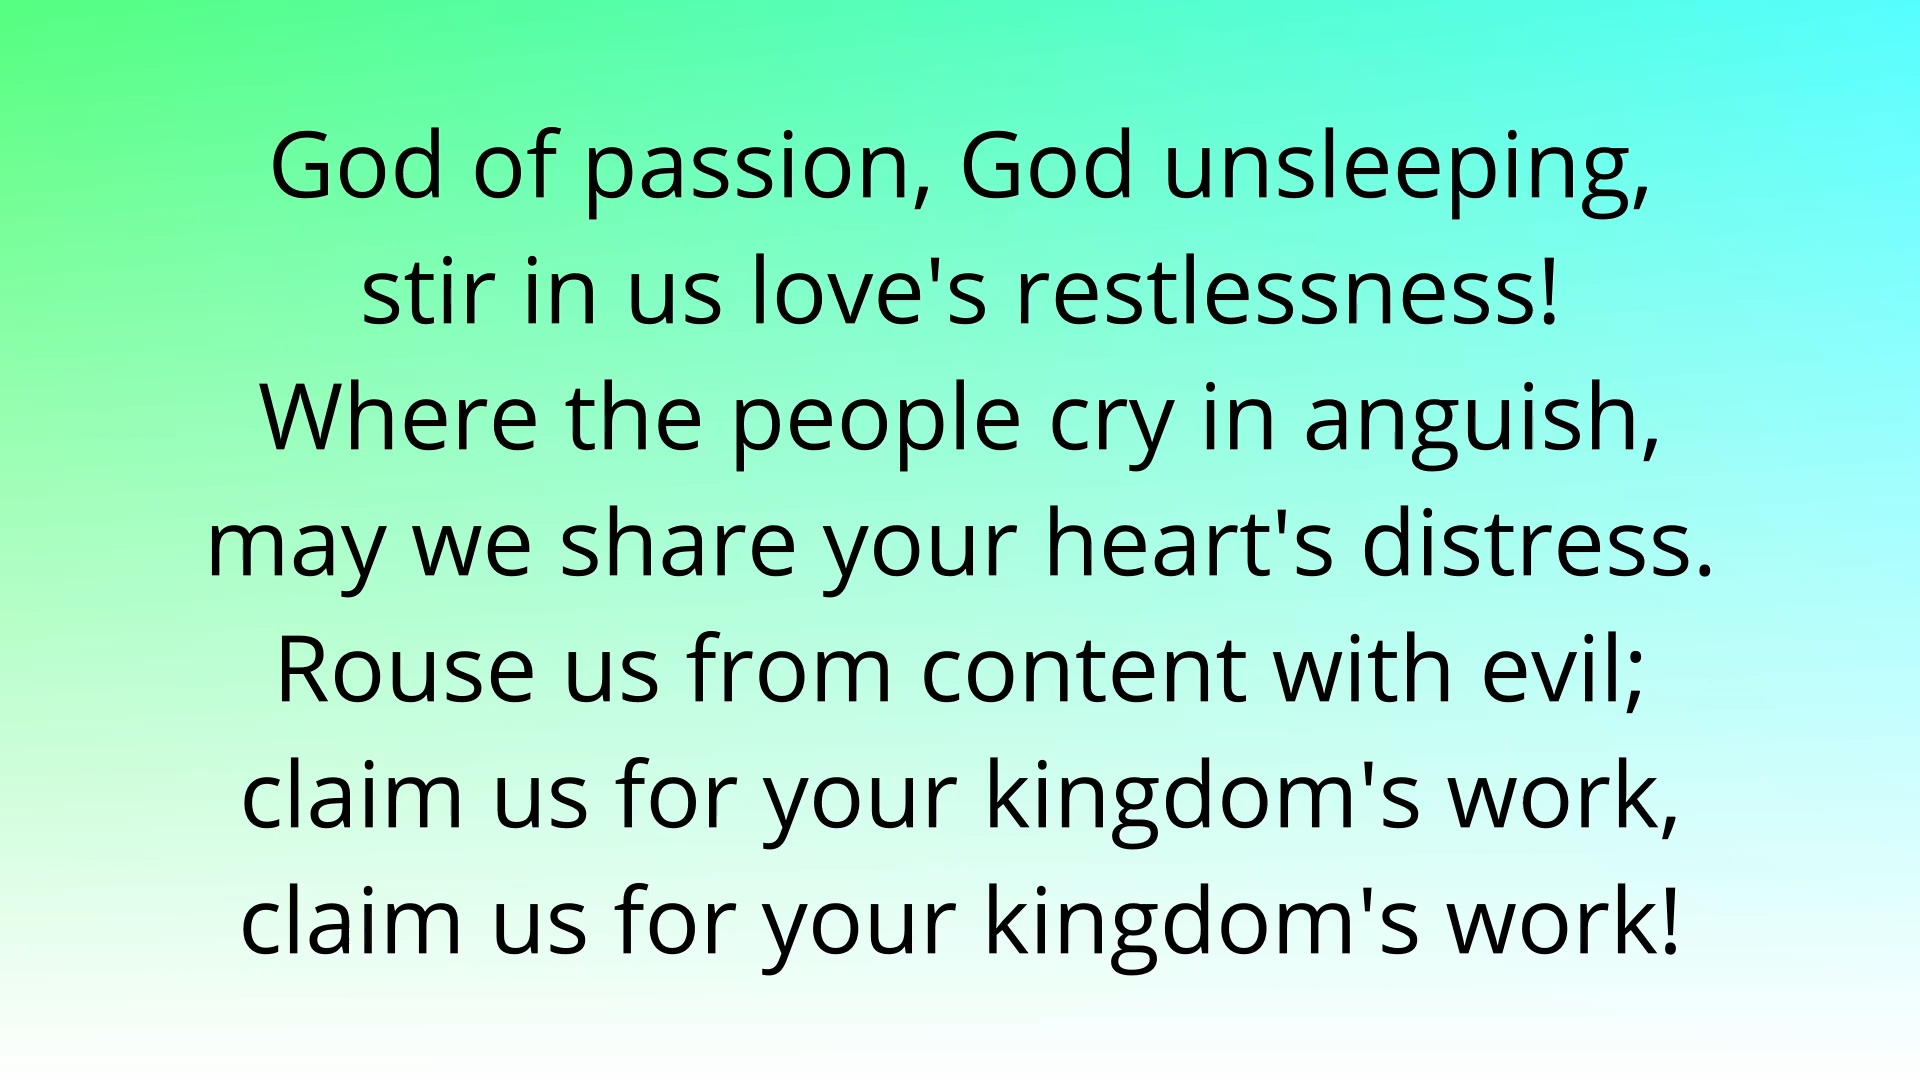 God of passion, God unsleeping,
stir in us love's restlessness!
Where the people cry in anguish,
may we share your heart's distress.
Rouse us from content with evil;
claim us for your kingdom's work,
claim us for your kingdom's work!